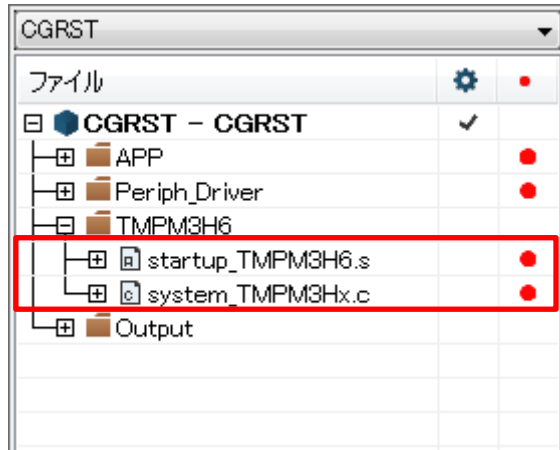 CGRST
ファイル
CGRST - CGRST
APP
Periph_Driver
TMPM3H6
startup_TMPM3H6.s
system_TMPM3Hx.c
Output